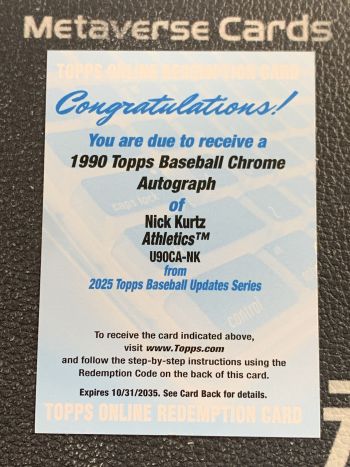 Metaverse Cards
TOPPS ONLINE REDEMPTION CARD
Congratulations!
You are due to receive a
1990 Topps Baseball Chrome
Autograph
of
Nick Kurtz
Athletics™
U90CA-NK
from
2025 Topps Baseball Updates Series
caps lock
control
To receive the card indicated above,
visit www.Topps.com
and follow the step-by-step instructions using the
Redemption Code on the back of this card.
Expires 10/31/2035. See Card Back for details.
TOPPS ONLINE REDEMPTION CARD